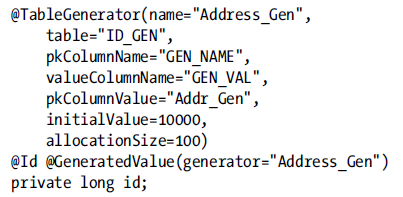 @TableGenerator(name="Address_Gen",
    table="ID_GEN",
    pkColumnName="GEN_NAME",
    valueColumnName="GEN_VAL",
    pkColumnValue="Addr_Gen",
    initialValue=10000,
    allocationSize=100)
@Id @GeneratedValue(generator="Address_Gen")
private long id;